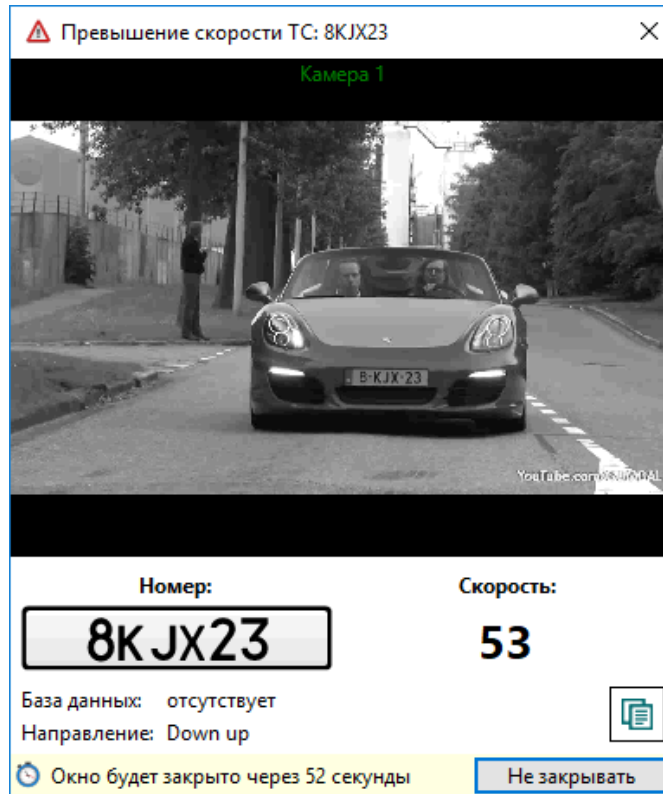 Превышение скорости ТС: 8KJX23
Камера 1
8-KJX-23
Номер:
Скорость:
8KJX23
53
База данных: отсутствует
Направление: Down up
Окно будет закрыто через 52 секунды
Не закрывать